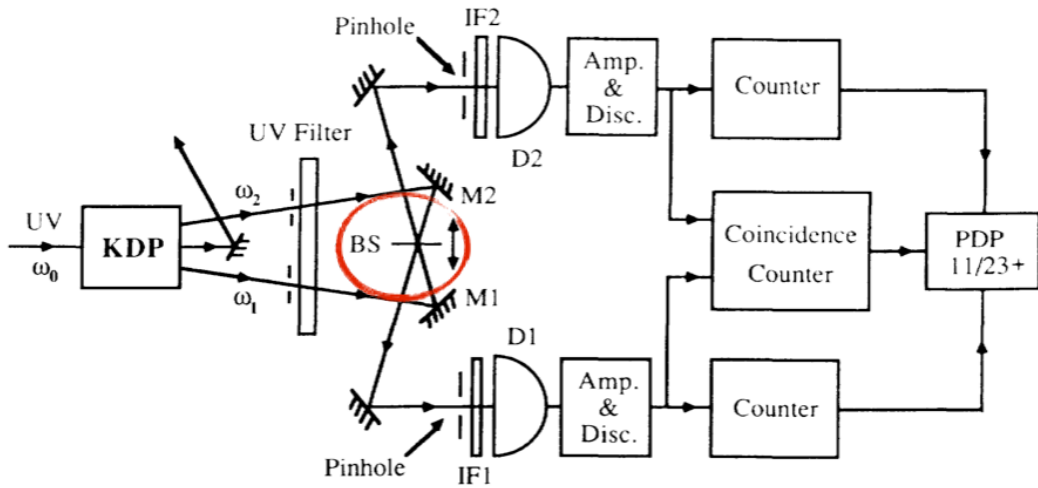 IF2
Pinhole
Amp.
&
Disc.
Counter
UV Filter
D2
ω₂
M2
UV
KDP
BS
Coincidence
Counter
PDP
11/23+
ω₀
ω₁
M1
D1
Amp.
&
Disc.
Counter
Pinhole
IF1